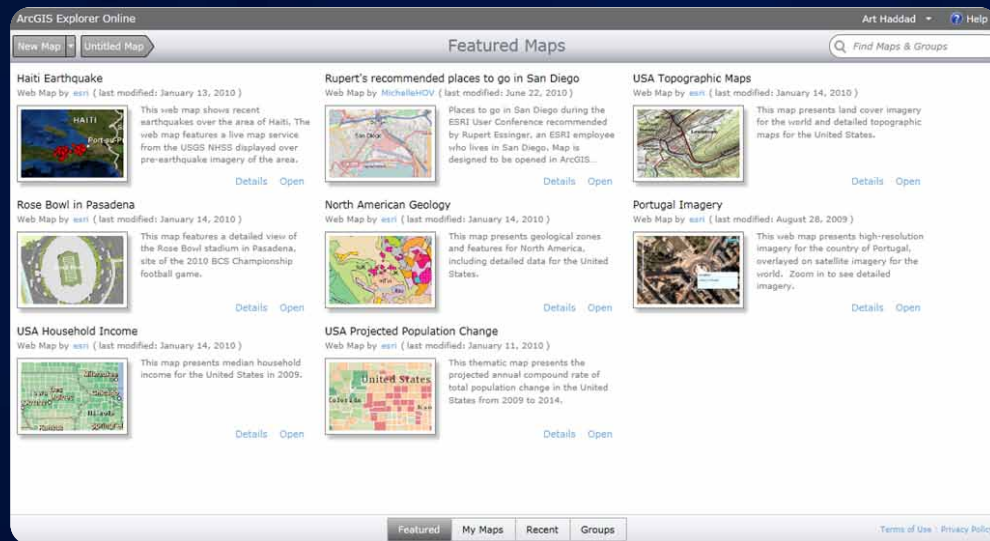 ArcGIS Explorer Online
Art Haddad
Help
New Map
Untitled Map
Featured Maps
Find Maps & Groups
Haiti Earthquake
Web Map by esri ( last modified: January 13, 2010 )
HAITI
This web map shows recent
earthquakes over the area of Haiti. The
web map features a live map service
from the USGS NHSS displayed over
pre-earthquake imagery of the area.
Details Open
Rupert's recommended places to go in San Diego
Web Map by MichelleHOV ( last modified: June 22, 2010 )
San Diego
Places to go in San Diego during the
ESRI User Conference recommended
by Rupert Essinger, an ESRI employee
who lives in San Diego. Map is
designed to be opened in ArcGIS...
Details Open
USA Topographic Maps
Web Map by esri ( last modified: January 14, 2010 )
This map presents land cover imagery
for the world and detailed topographic
maps for the United States.
Details Open
Rose Bowl in Pasadena
Web Map by esri ( last modified: January 14, 2010 )
This map features a detailed view of
the Rose Bowl stadium in Pasadena,
site of the 2010 BCS Championship
football game.
Details Open
North American Geology
Web Map by esri ( last modified: January 14, 2010 )
This map presents geological zones
and features for North America,
including detailed data for the United
States.
Details Open
Portugal Imagery
Web Map by esri ( last modified: August 28, 2009 )
This web map presents high-resolution
imagery for the country of Portugal,
overlayed on satellite imagery for the
world. Zoom in to see detailed
imagery.
Details Open
USA Household Income
Web Map by esri ( last modified: January 14, 2010 )
This map presents median household
income for the United States in 2009.
Details Open
USA Projected Population Change
Web Map by esri ( last modified: January 11, 2010 )
United States
This thematic map presents the
projected annual compound rate of
total population change in the United
States from 2009 to 2014.
Details Open
Featured
My Maps
Recent
Groups
Terms of Use | Privacy Polic